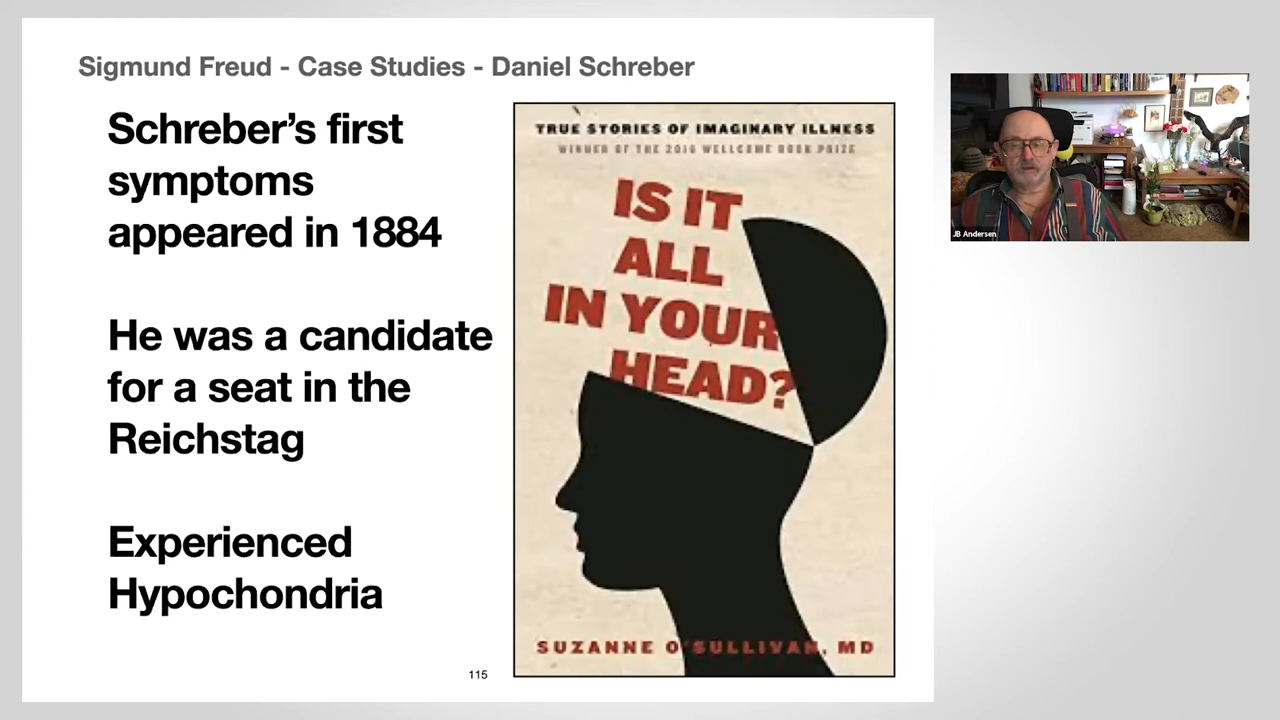 Sigmund Freud - Case Studies - Daniel Schreber
Schreber’s first
symptoms
appeared in 1884
He was a candidate
for a seat in the
Reichstag
Experienced
Hypochondria
115
TRUE STORIES OF IMAGINARY ILLNESS
WINNER OF THE 2016 WELLCOME BOOK PRIZE
IS IT
ALL
IN YOUR
HEAD?
SUZANNE O'SULLIVAN, MD
JB Andersen